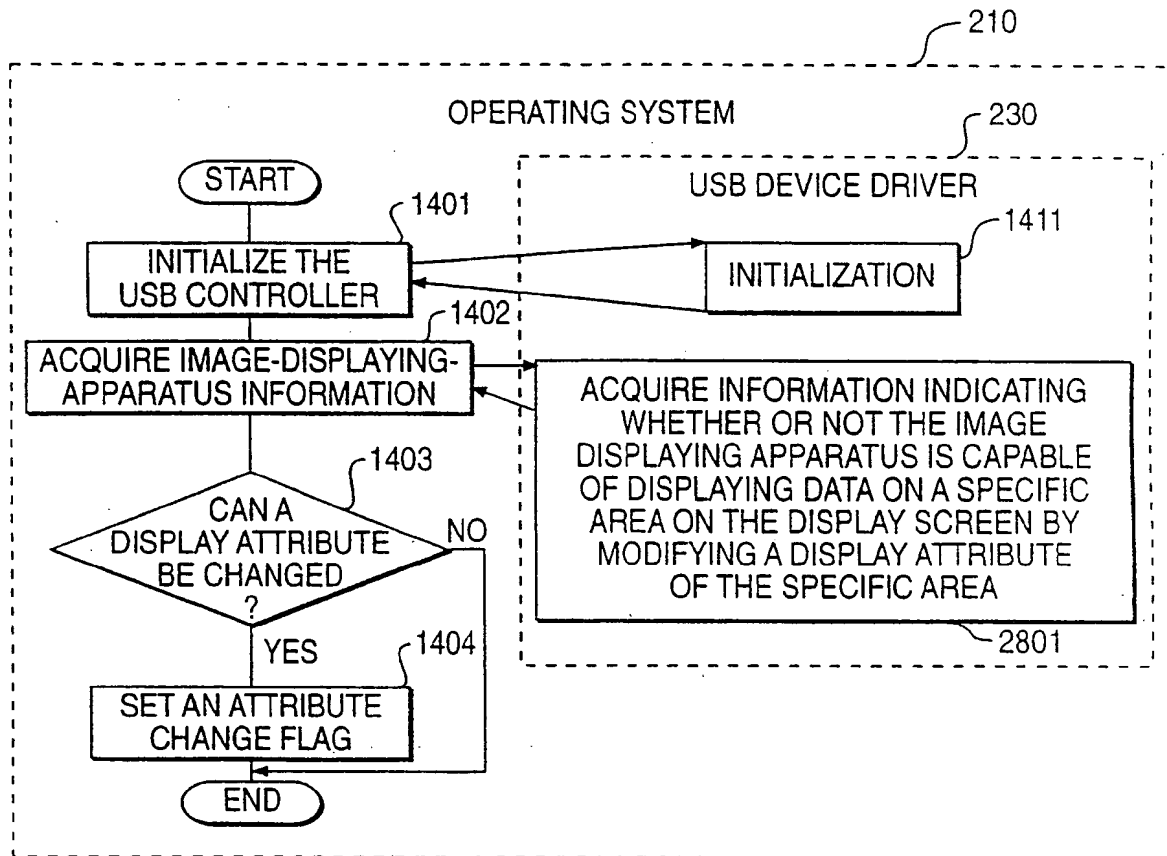 210
OPERATING SYSTEM
230
START
USB DEVICE DRIVER
1401
1411
INITIALIZE THE
USB CONTROLLER
INITIALIZATION
1402
ACQUIRE IMAGE-DISPLAYING-
APPARATUS INFORMATION
ACQUIRE INFORMATION INDICATING
WHETHER OR NOT THE IMAGE
DISPLAYING APPARATUS IS CAPABLE
OF DISPLAYING DATA ON A SPECIFIC
AREA ON THE DISPLAY SCREEN BY
MODIFYING A DISPLAY ATTRIBUTE
OF THE SPECIFIC AREA
2801
1403
CAN A
DISPLAY ATTRIBUTE
BE CHANGED
?
NO
YES
1404
SET AN ATTRIBUTE
CHANGE FLAG
END